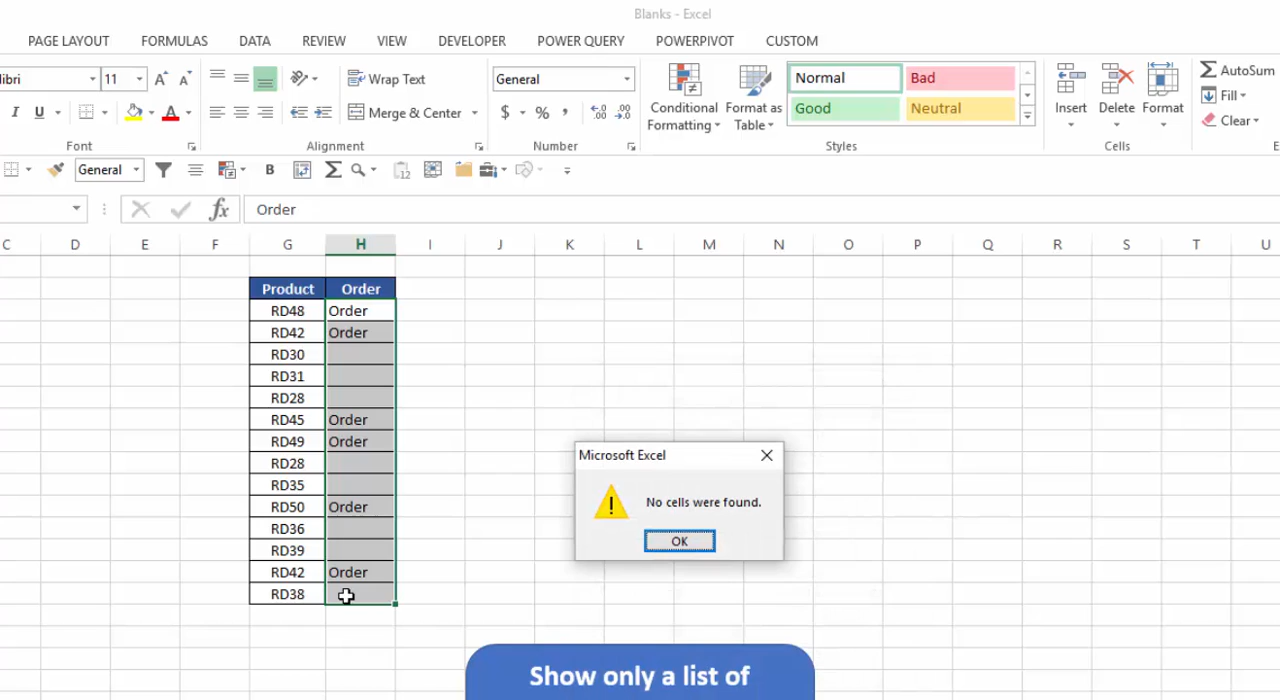 Blanks - Excel
PAGE LAYOUT FORMULAS DATA REVIEW VIEW DEVELOPER POWER QUERY POWERPIVOT CUSTOM
libri 11 A A Wrap Text General Conditional Formatting Format as Table Normal Bad Insert Delete Format AutoSum
I U A Merge & Center $ % , Good Neutral Fill
Clear
Font Alignment Number Styles Cells E
General B 12
fx Order
C D E F G H I J K L M N O P Q R S T U
Product Order
RD48 Order
RD42 Order
RD30
RD31
RD28
RD45 Order
RD49 Order
RD28
RD35
RD50 Order
RD36
RD39
RD42 Order
RD38
Microsoft Excel
No cells were found.
OK
Show only a list of